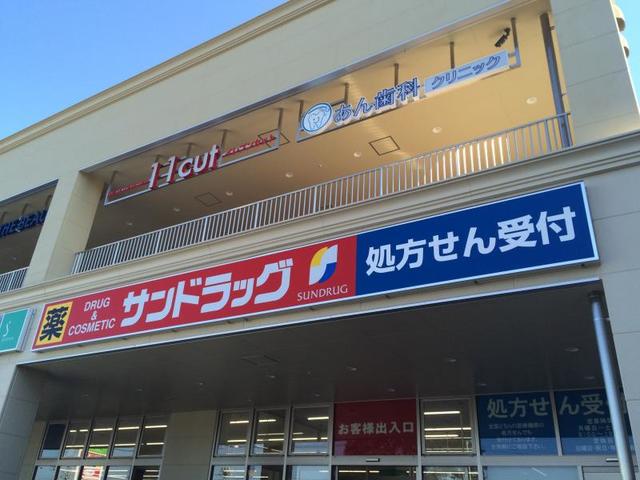 あん歯科 クリニック
11cut
薬
DRUG
&
COSMETIC
サンドラッグ
SUNDRUG
処方せん受付
S
お客様出入口
処方せん受